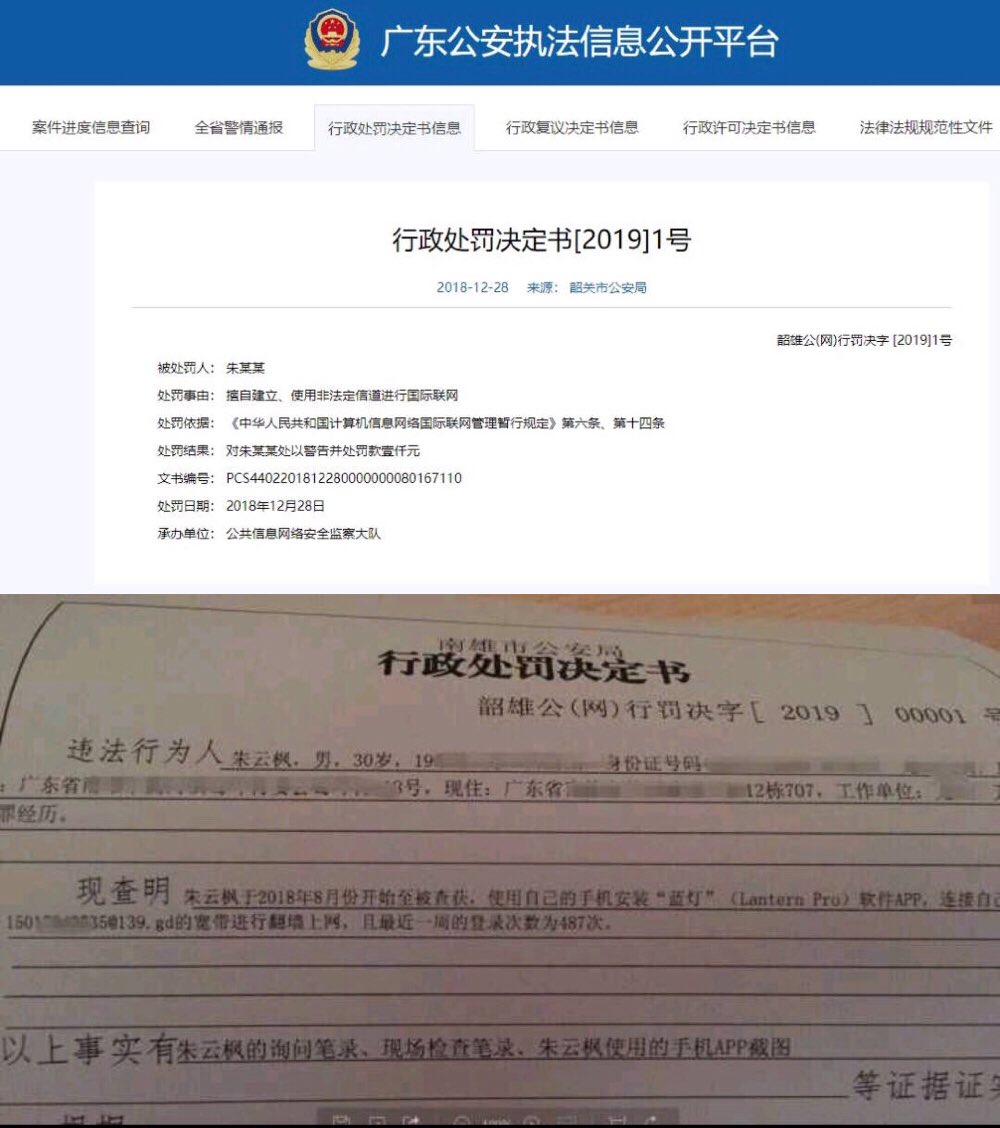 广东公安执法信息公开平台
案件进度信息查询 全省警情通报 行政处罚决定书信息 行政复议决定书信息 行政许可决定书信息 法律法规规范性文件
行政处罚决定书[2019]1号
2018-12-28 来源: 韶关市公安局
韶雄公(网)行罚决字 [2019]1号
被处罚人: 朱某某
处罚事由: 擅自建立、使用非法定信道进行国际联网
处罚依据: 《中华人民共和国计算机信息网络国际联网管理暂行规定》第六条、第十四条
处罚结果: 对朱某某处以警告并处罚款壹仟元
文书编号: PCS4402201812280000000080167110
处罚日期: 2018年12月28日
承办单位: 公共信息网络安全监察大队
南雄市公安局
行政处罚决定书
韶雄公(网)行罚决字[ 2019 ] 00001 号
违法行为人 朱云枫,男,30岁,19 身份证号码
:广东省南 3号,现住:广东省 12栋707,工作单位:
罪经历。
现查明 朱云枫于2018年8月份开始至被查获,使用自己的手机安装“蓝灯”(Lantern Pro)软件APP,连接自己
150 350139.gd的宽带进行翻墙上网,且最近一周的登录次数为487次。
以上事实有朱云枫的询问笔录、现场检查笔录、朱云枫使用的手机APP截图
等证据证实